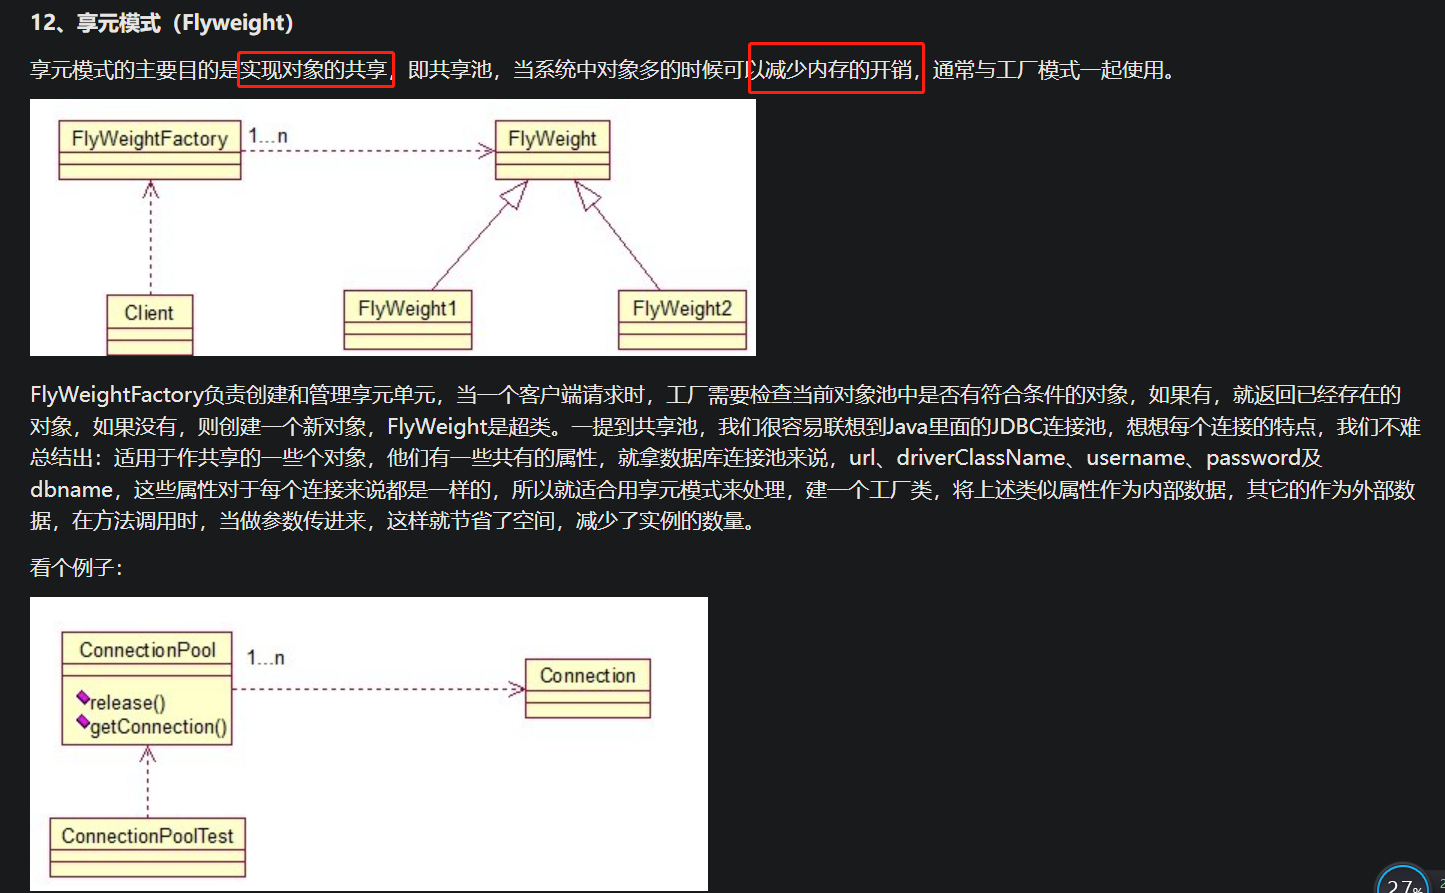 12、享元模式（Flyweight）
享元模式的主要目的是实现对象的共享，即共享池，当系统中对象多的时候可以减少内存的开销，通常与工厂模式一起使用。
FlyWeightFactory 1...n FlyWeight
Client FlyWeight1 FlyWeight2
FlyWeightFactory负责创建和管理享元单元，当一个客户端请求时，工厂需要检查当前对象池中是否有符合条件的对象，如果有，就返回已经存在的
对象，如果没有，则创建一个新对象，FlyWeight是超类。一提到共享池，我们很容易联想到Java里面的JDBC连接池，想想每个连接的特点，我们不难
总结出：适用于作共享的一些个对象，他们有一些共有的属性，就拿数据库连接池来说，url、driverClassName、username、password及
dbname，这些属性对于每个连接来说都是一样的，所以就适合用享元模式来处理，建一个工厂类，将上述类似属性作为内部数据，其它的作为外部数
据，在方法调用时，当做参数传进来，这样就节省了空间，减少了实例的数量。
看个例子：
ConnectionPool 1...n Connection
release()
getConnection()
ConnectionPoolTest
27%